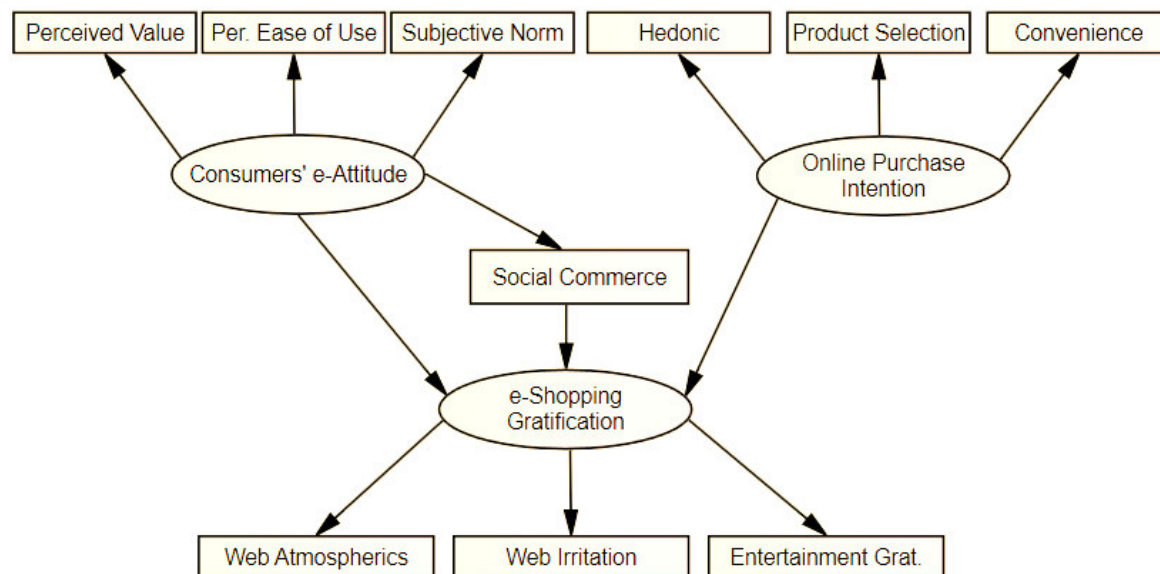 Perceived Value
Per. Ease of Use
Subjective Norm
Hedonic
Product Selection
Convenience
Consumers' e-Attitude
Online Purchase
Intention
Social Commerce
e-Shopping
Gratification
Web Atmospherics
Web Irritation
Entertainment Grat.